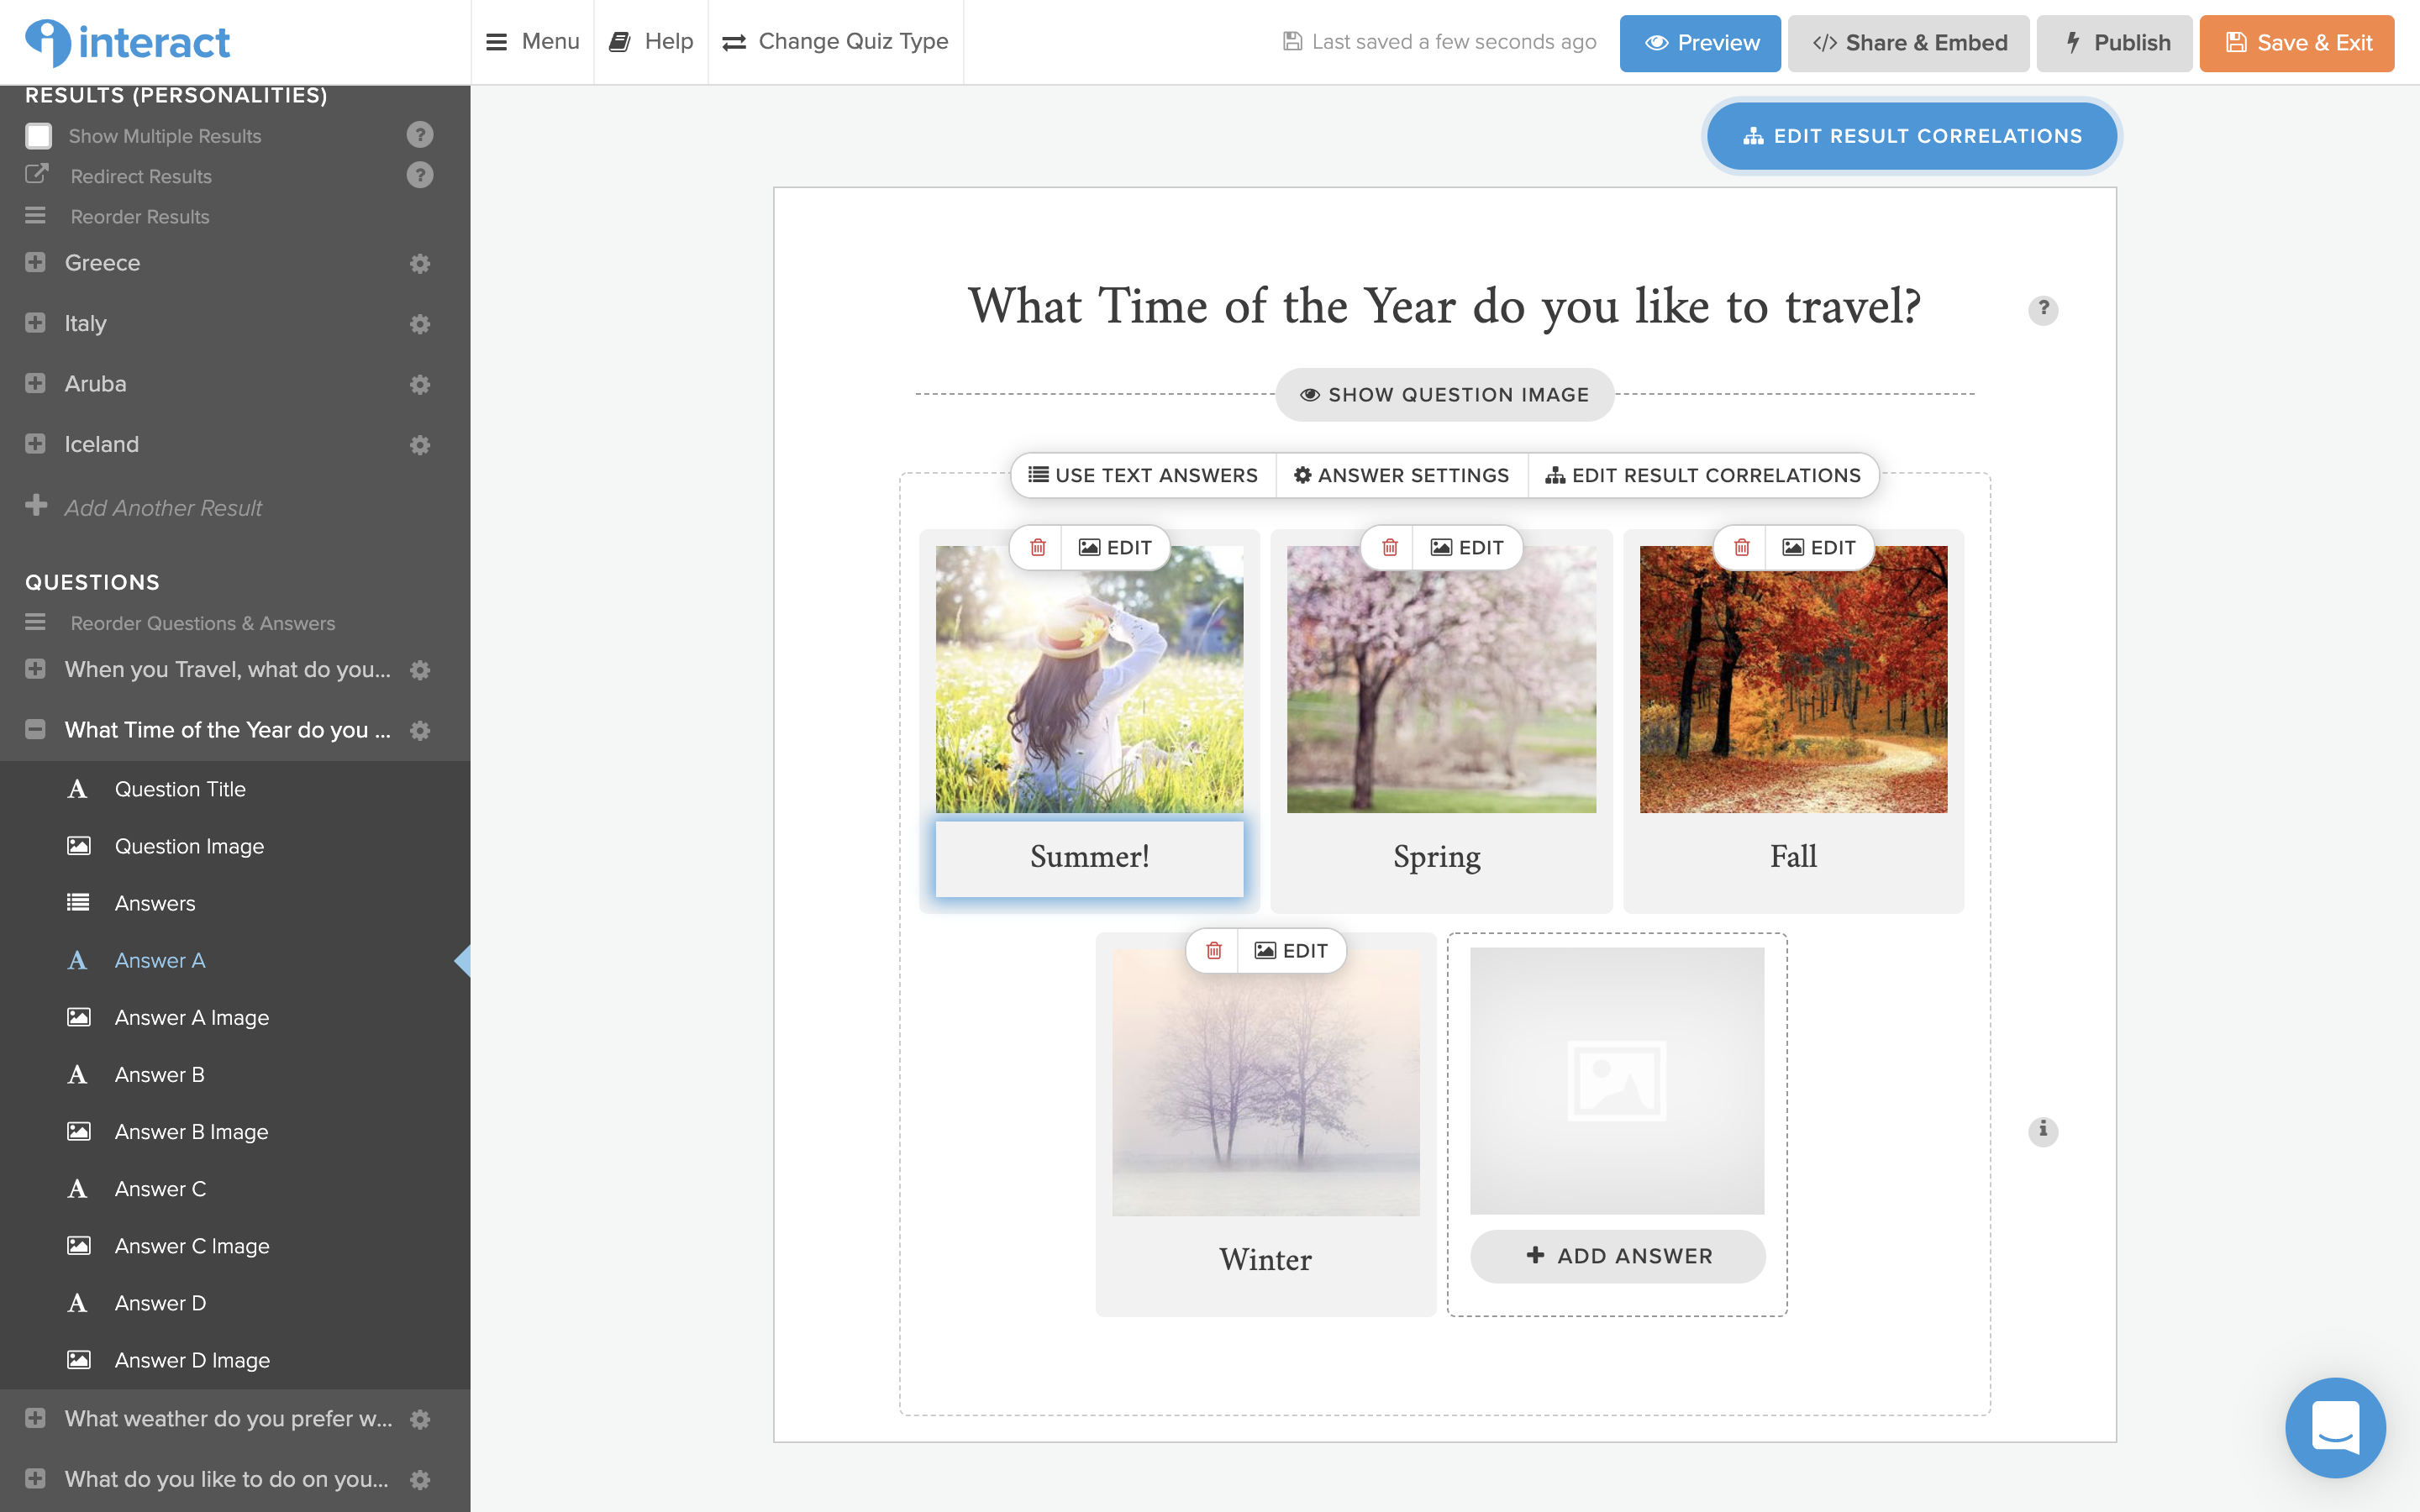 interact
Menu
Help
Change Quiz Type
Last saved a few seconds ago
Preview
</> Share & Embed
Publish
Save & Exit
RESULTS (PERSONALITIES)
Show Multiple Results
?
Redirect Results
?
Reorder Results
Greece
Italy
Aruba
Iceland
Add Another Result
QUESTIONS
Reorder Questions & Answers
When you Travel, what do you...
What Time of the Year do you ...
A Question Title
Question Image
Answers
A Answer A
Answer A Image
A Answer B
Answer B Image
A Answer C
Answer C Image
A Answer D
Answer D Image
What weather do you prefer w...
What do you like to do on you...
EDIT RESULT CORRELATIONS
What Time of the Year do you like to travel?
?
SHOW QUESTION IMAGE
USE TEXT ANSWERS
ANSWER SETTINGS
EDIT RESULT CORRELATIONS
EDIT
EDIT
EDIT
Summer!
Spring
Fall
EDIT
Winter
ADD ANSWER
i